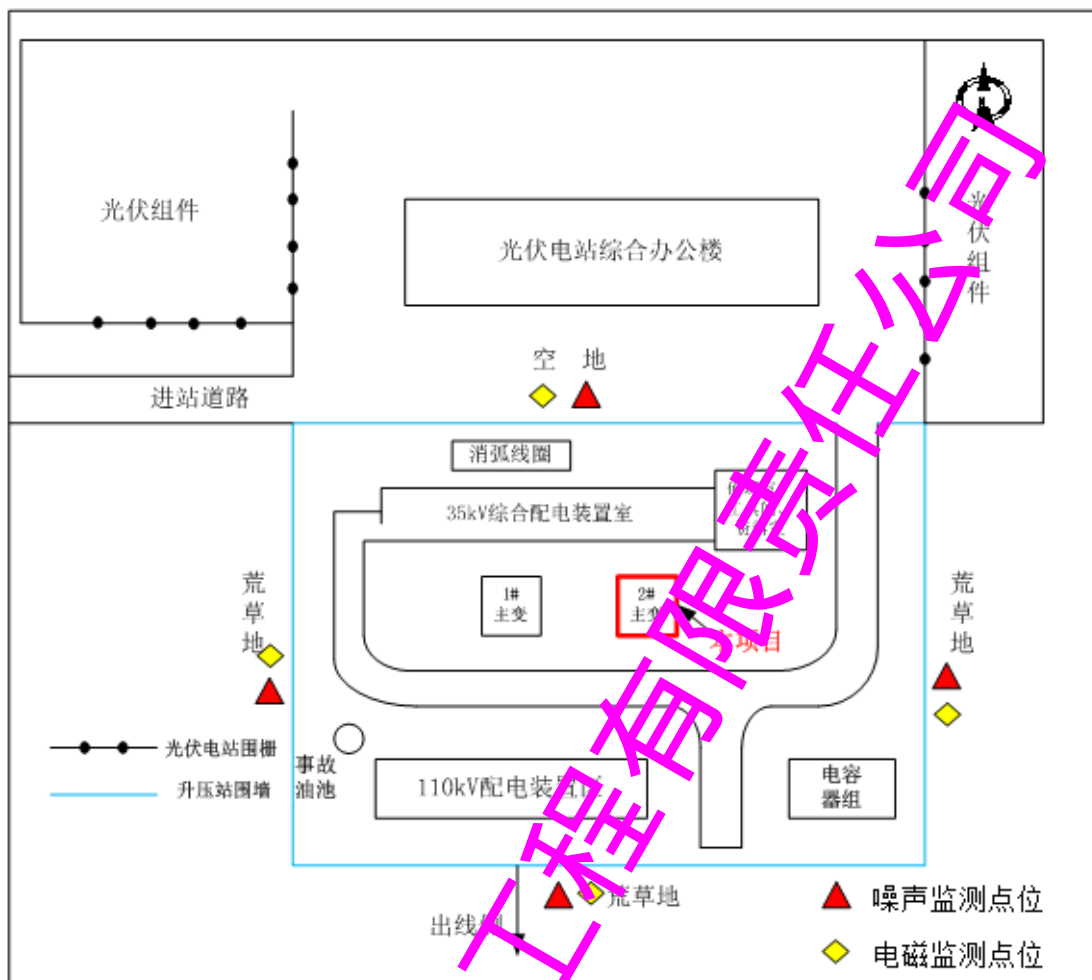 光伏组件
光伏电站综合办公楼
光伏组件
空 地
进站道路
消弧线圈
35kV综合配电装置室
荒草地
1#
主变
2#
主变
荒草地
本项目
光伏电站围栅
升压站围墙
事故
油池
110kV配电装置区
电容
器组
荒草地
出线侧
噪声监测点位
电磁监测点位
工程有限责任公司